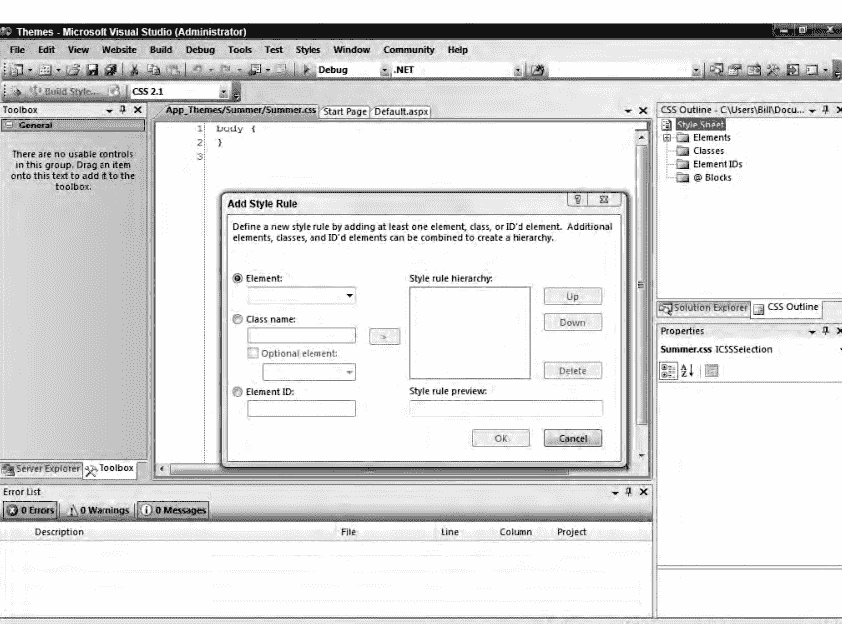 Themes - Microsoft Visual Studio (Administrator)
File Edit View Website Build Debug Tools Test Styles Window Community Help
Debug .NET
Build Style... CSS 2.1
Toolbox
General
There are no usable controls
in this group. Drag an item
onto this text to add it to the
toolbox.
Server Explorer Toolbox
App_Themes/Summer/Summer.css Start Page Default.aspx
1 body {
2 }
3
Add Style Rule
Define a new style rule by adding at least one element, class, or ID'd element. Additional
elements, classes, and ID'd elements can be combined to create a hierarchy.
Element:
Class name:
Optional element:
Element ID:
>
Style rule hierarchy:
Up
Down
Delete
Style rule preview:
OK Cancel
CSS Outline - C:\Users\Bill\Docu...
Style Sheet
Elements
Classes
Element IDs
@ Blocks
Solution Explorer CSS Outline
Properties
Summer.css ICSSSelection
Error List
0 Errors 0 Warnings 0 Messages
Description File Line Column Project